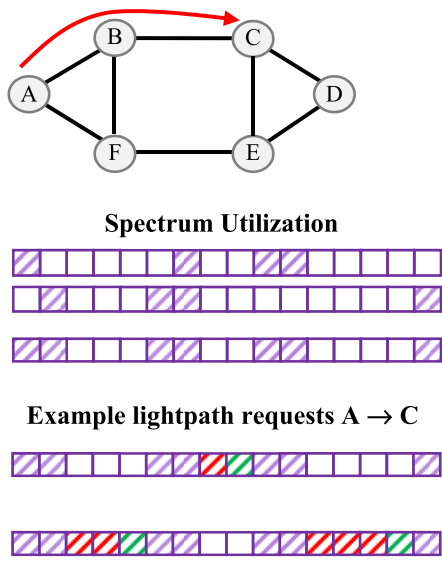 B
C
A
D
F
E
Spectrum Utilization
Example lightpath requests A → C